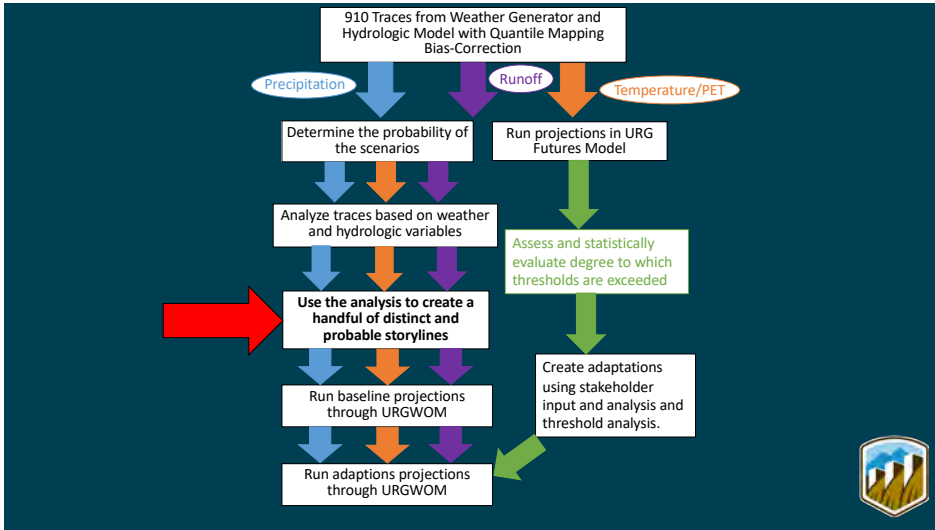 910 Traces from Weather Generator and
Hydrologic Model with Quantile Mapping
Bias-Correction
Precipitation
Runoff
Temperature/PET
Determine the probability of
the scenarios
Run projections in URG
Futures Model
Analyze traces based on weather
and hydrologic variables
Assess and statistically
evaluate degree to which
thresholds are exceeded
Use the analysis to create a
handful of distinct and
probable storylines
Create adaptations
using stakeholder
input and analysis and
threshold analysis.
Run baseline projections
through URGWOM
Run adaptions projections
through URGWOM